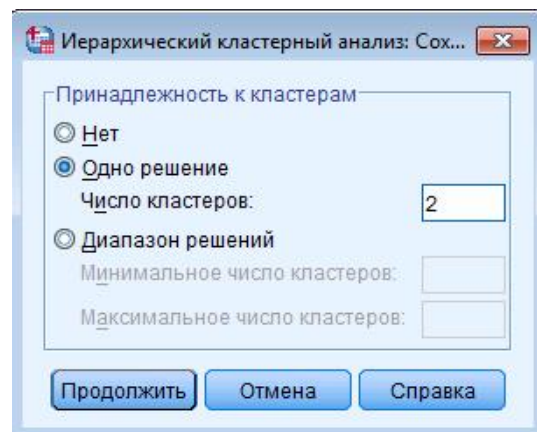 Иерархический кластерный анализ: Сох...
Принадлежность к кластерам
Нет
Одно решение
Число кластеров: 2
Диапазон решений
Минимальное число кластеров:
Максимальное число кластеров:
Продолжить Отмена Справка